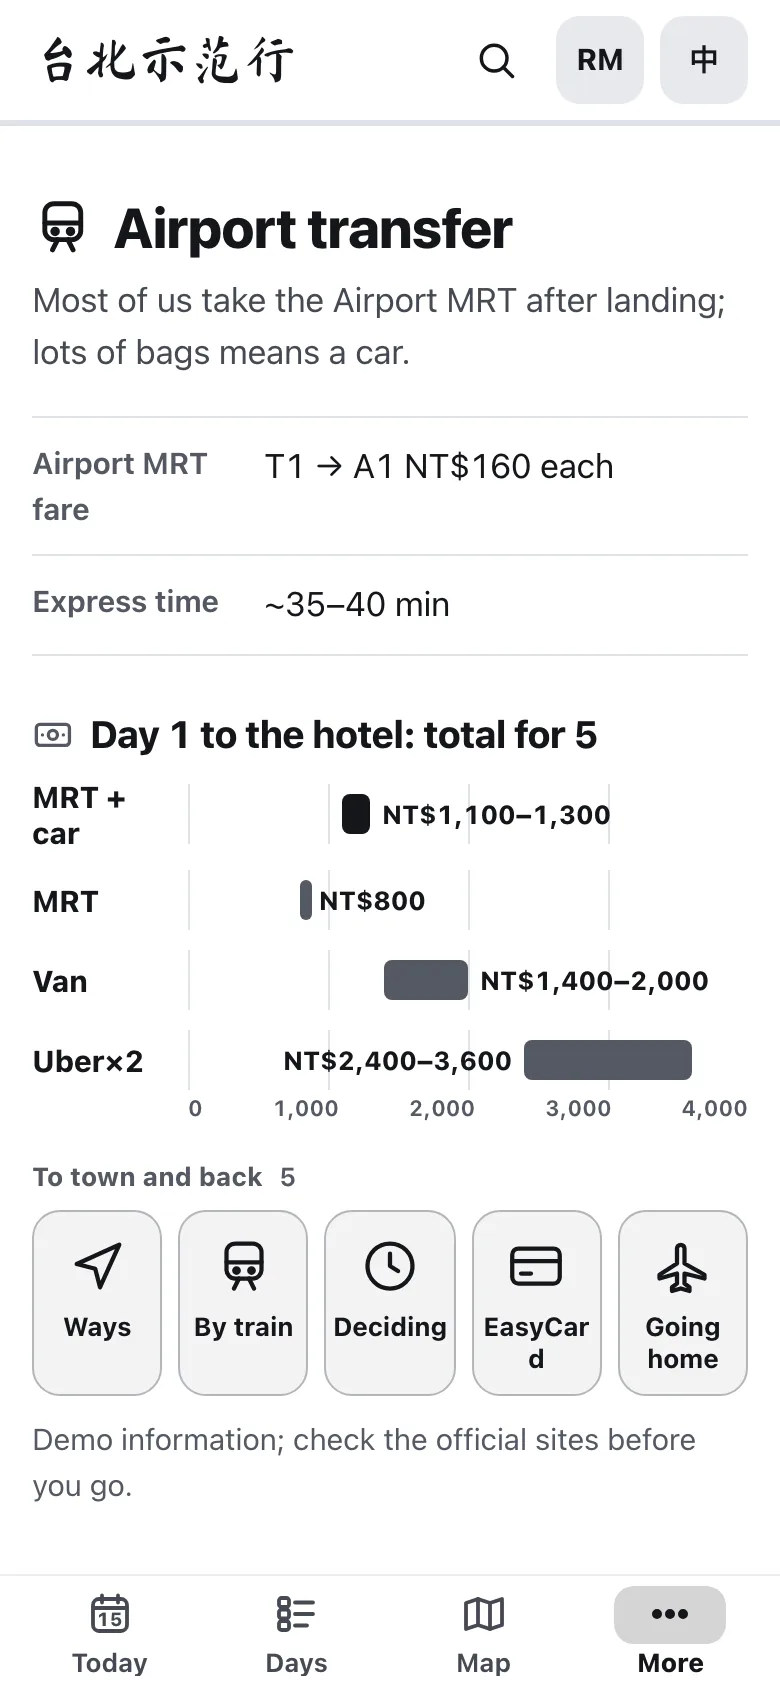 台北示范行
RM
中
Airport transfer
Most of us take the Airport MRT after landing;
lots of bags means a car.
Airport MRT
fare
T1 → A1 NT$160 each
Express time
~35–40 min
Day 1 to the hotel: total for 5
MRT +
car
NT$1,100–1,300
MRT
NT$800
Van
NT$1,400–2,000
Uber×2
NT$2,400–3,600
0
1,000
2,000
3,000
4,000
To town and back 5
Ways
By train
Deciding
EasyCar
d
Going
home
Demo information; check the official sites before
you go.
15
Today
Days
Map
More